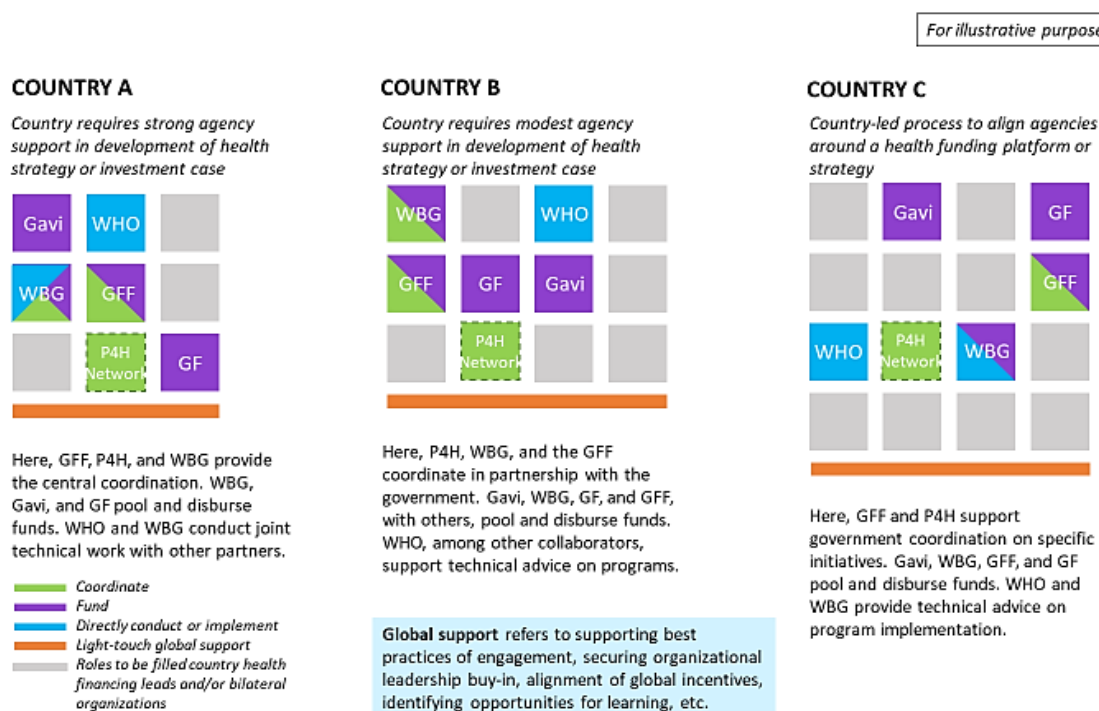 For illustrative purpose
COUNTRY A
Country requires strong agency
support in development of health
strategy or investment case
Gavi
WHO
WBG
GFF
P4H
Network
GF
Here, GFF, P4H, and WBG provide
the central coordination. WBG,
Gavi, and GF pool and disburse
funds. WHO and WBG conduct joint
technical work with other partners.
Coordinate
Fund
Directly conduct or implement
Light-touch global support
Roles to be filled country health
financing leads and/or bilateral
organizations
COUNTRY B
Country requires modest agency
support in development of health
strategy or investment case
WBG
WHO
GFF
GF
Gavi
P4H
Network
Here, P4H, WBG, and the GFF
coordinate in partnership with the
government. Gavi, WBG, GF, and GFF,
with others, pool and disburse funds.
WHO, among other collaborators,
support technical advice on programs.
Global support refers to supporting best
practices of engagement, securing organizational
leadership buy-in, alignment of global incentives,
identifying opportunities for learning, etc.
COUNTRY C
Country-led process to align agencies
around a health funding platform or
strategy
Gavi
GF
GFF
WHO
P4H
Network
WBG
Here, GFF and P4H support
government coordination on specific
initiatives. Gavi, WBG, GFF, and GF
pool and disburse funds. WHO and
WBG provide technical advice on
program implementation.